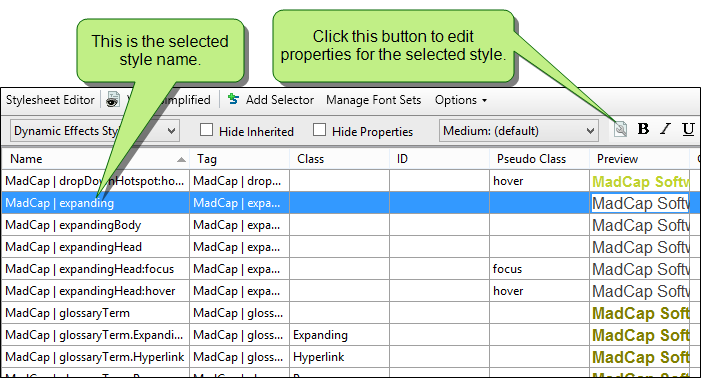 This is the selected
style name.
Click this button to edit
properties for the selected style.
Stylesheet Editor Simplified Add Selector Manage Font Sets Options
Dynamic Effects Hide Inherited Hide Properties Medium: (default) B I U
Name Tag Class ID Pseudo Class Preview
MadCap | dropDownHotspot:ho... MadCap | drop... hover MadCap Softw
MadCap | expanding MadCap | expa... MadCap Softw
MadCap | expandingBody MadCap | expa... MadCap Softw
MadCap | expandingHead MadCap | expa... MadCap Softw
MadCap | expandingHead:focus MadCap | expa... focus MadCap Softw
MadCap | expandingHead:hover MadCap | expa... hover MadCap Softw
MadCap | glossaryTerm MadCap | gloss... MadCap Soft
MadCap | glossaryTerm.Expandi... MadCap | gloss... Expanding MadCap Soft
MadCap | glossaryTerm.Hyperlink MadCap | gloss... Hyperlink MadCap Soft